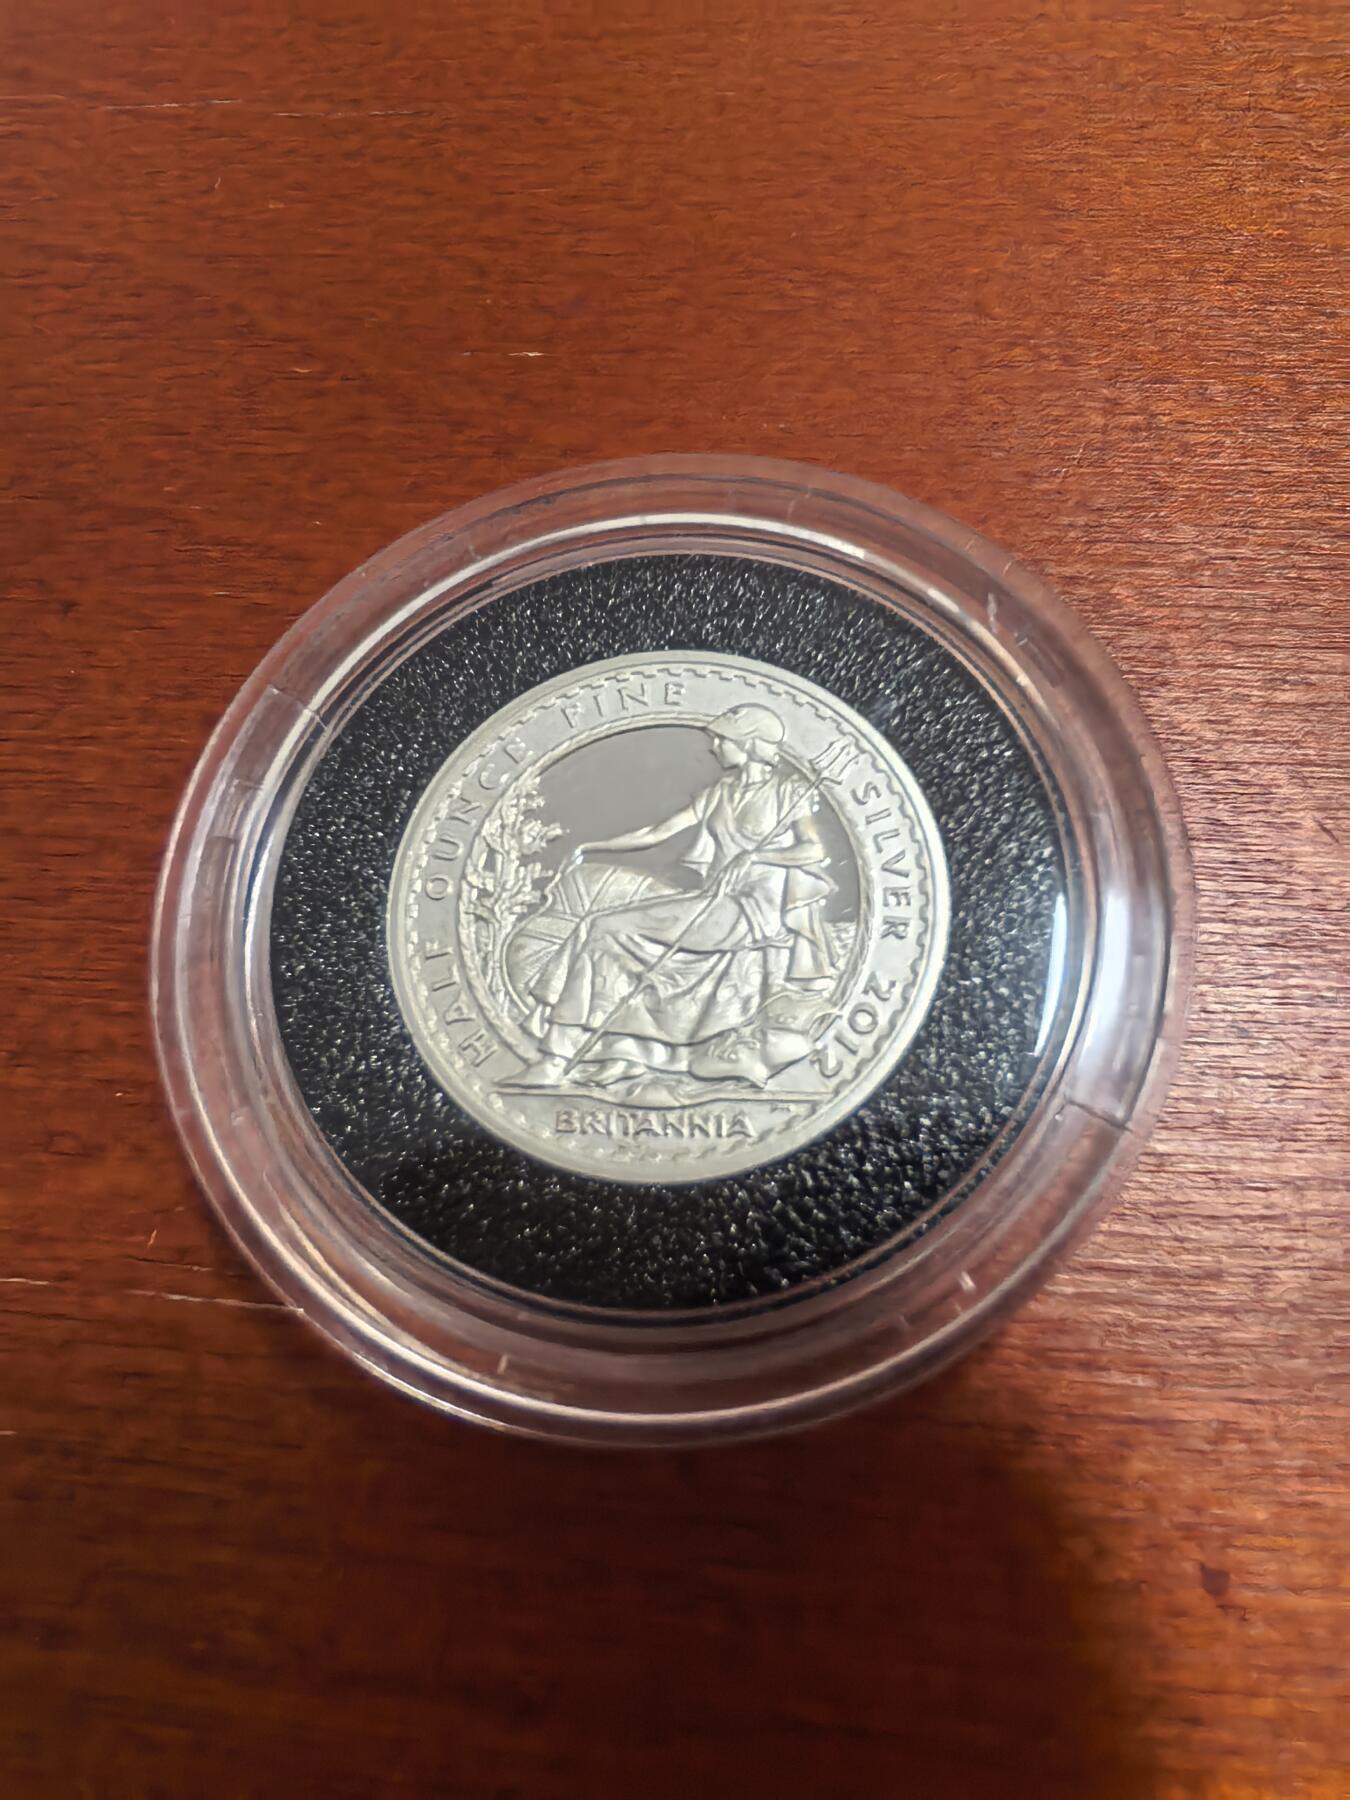 HALF OUNCE FINE SILVER 2012
BRITANNIA